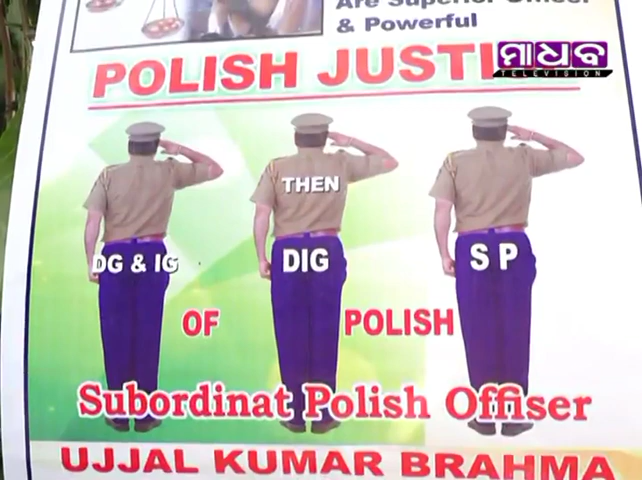 Are Superior Officer
& Powerful
ମାଧବ
TELEVISION
POLISH
THEN
DG & IG
DIG
S P
OF
POLISH
Subordinat Polish Offiser
UJJAL KUMAR BRAHMA